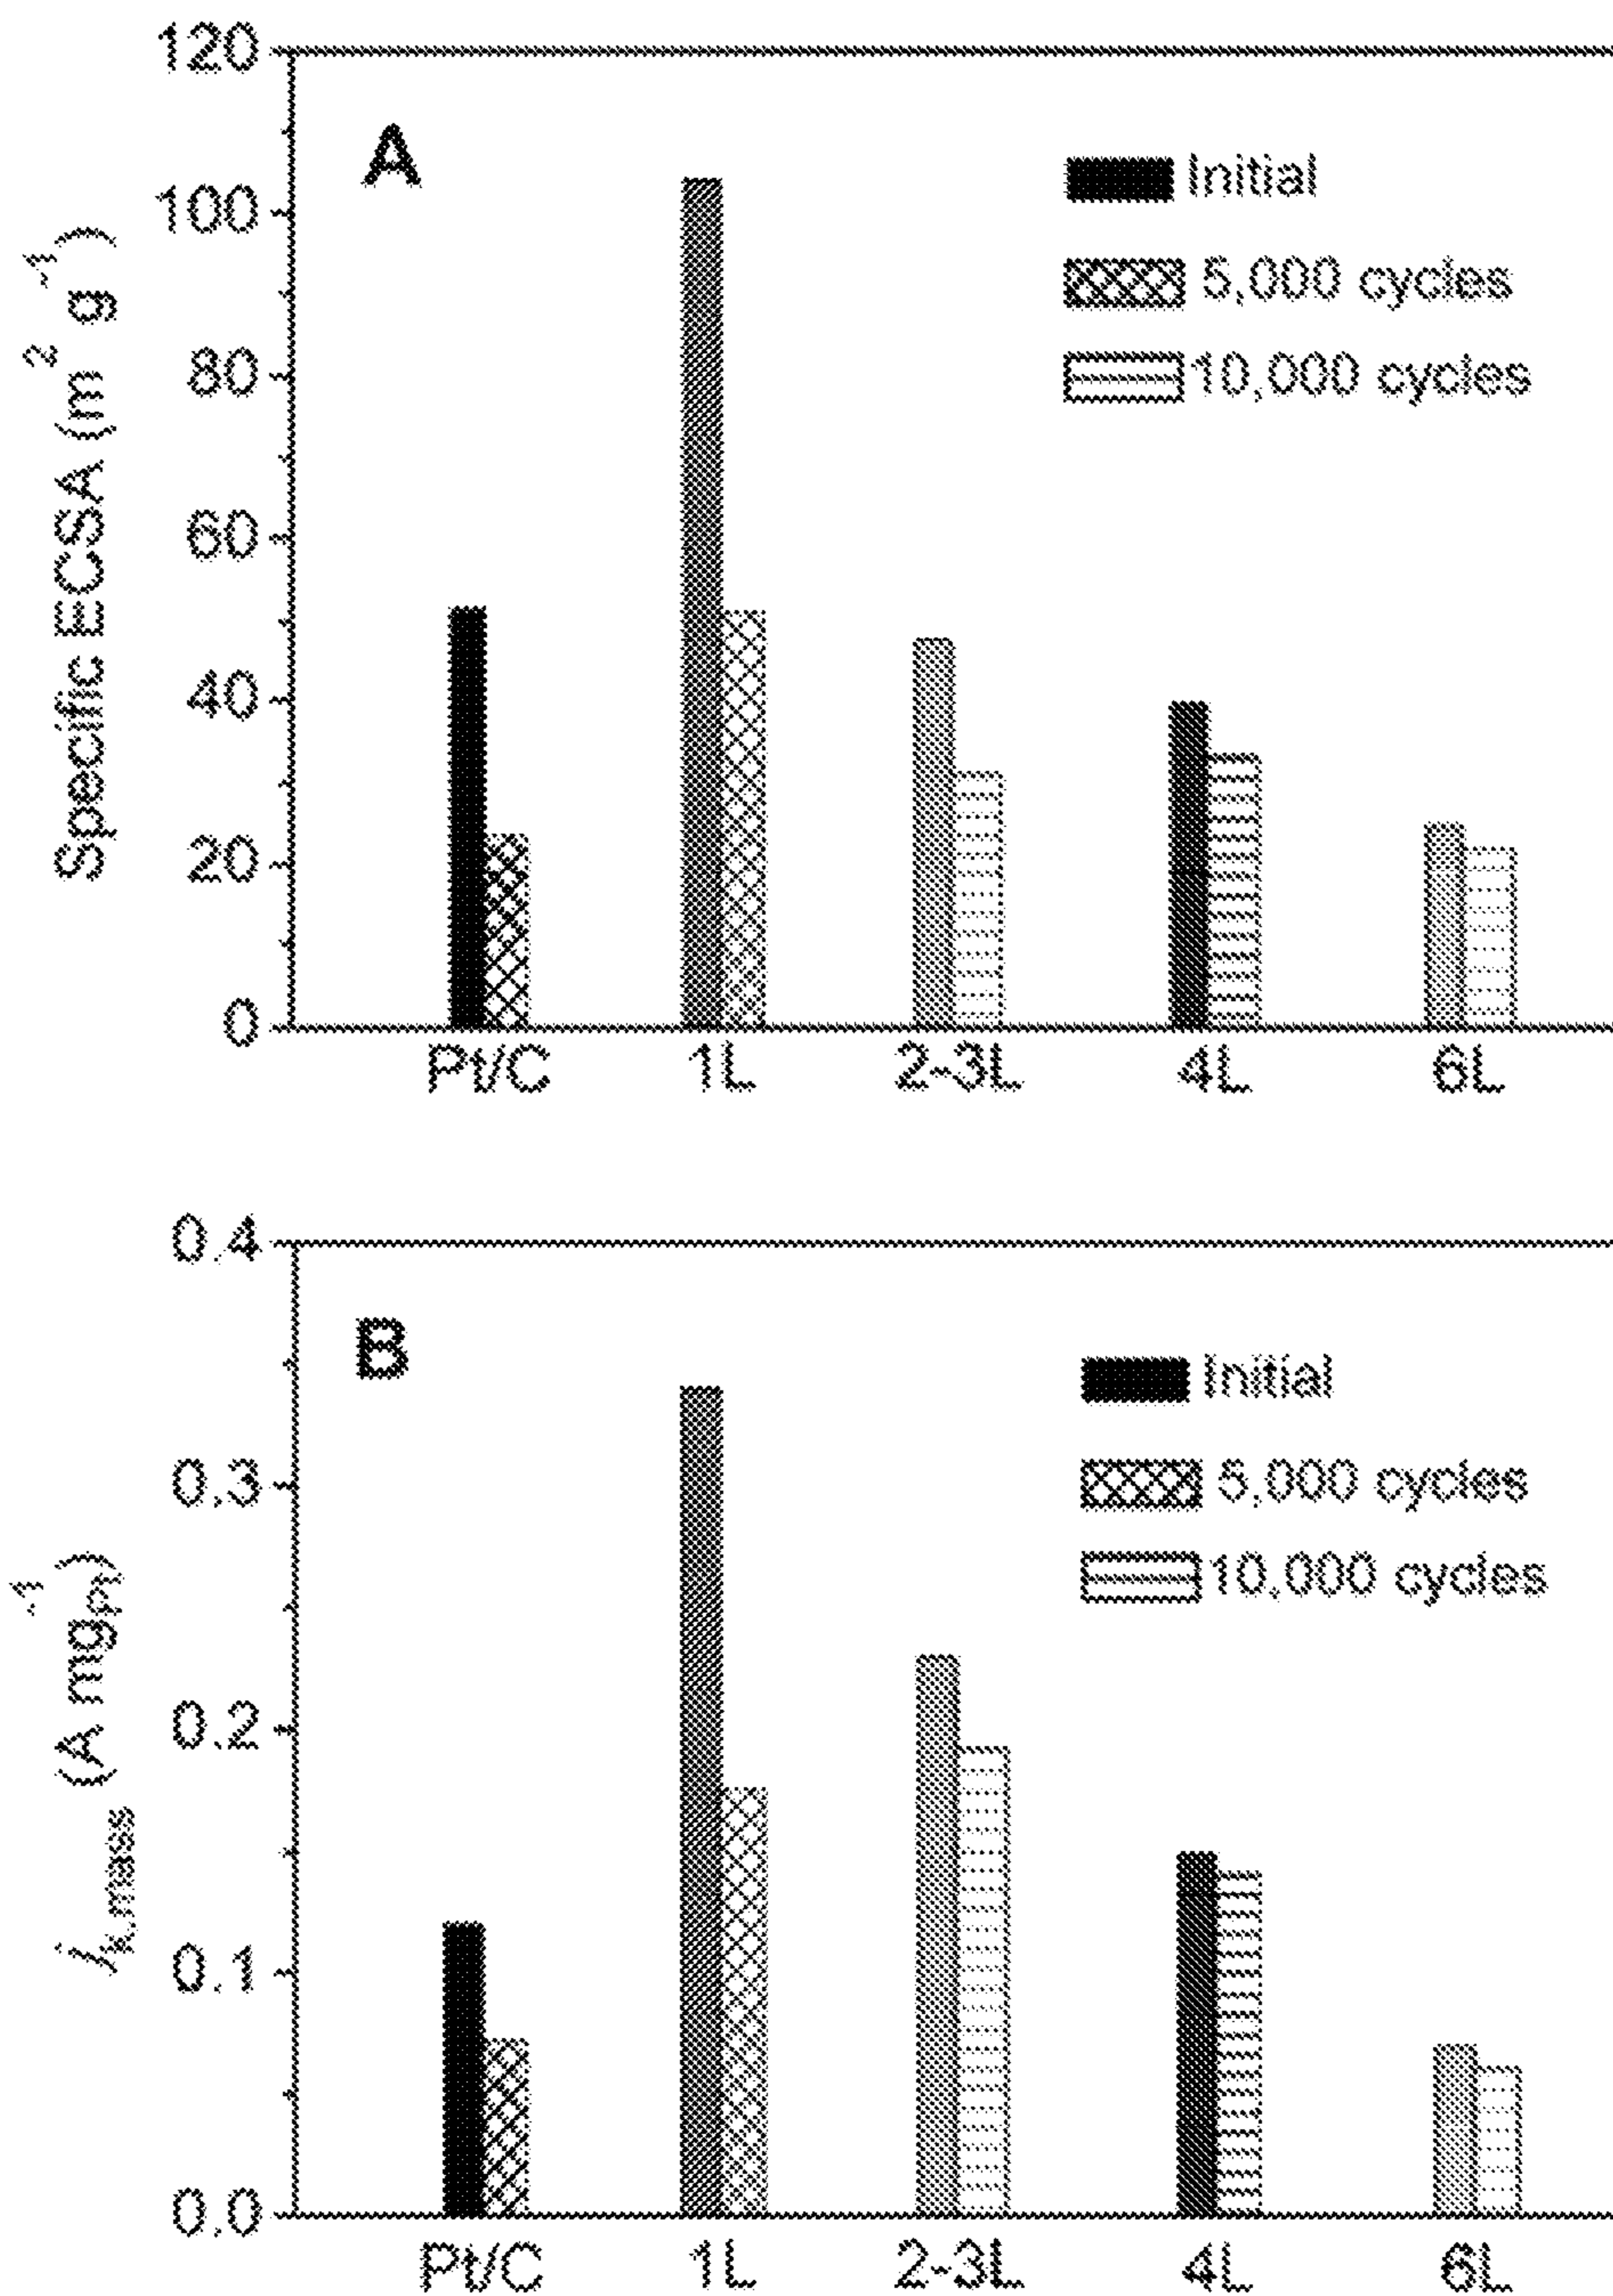 120
A
Initial
100
5,000 cycles
80
10,000 cycles
Specific ECSA (m² g⁻¹)
60
40
20
0
Pt/C 1L 2-3L 4L 6L
0.4
B
Initial
0.3
5,000 cycles
10,000 cycles
j k,mass (A mg Pt ⁻¹)
0.2
0.1
0.0
Pt/C 1L 2-3L 4L 6L